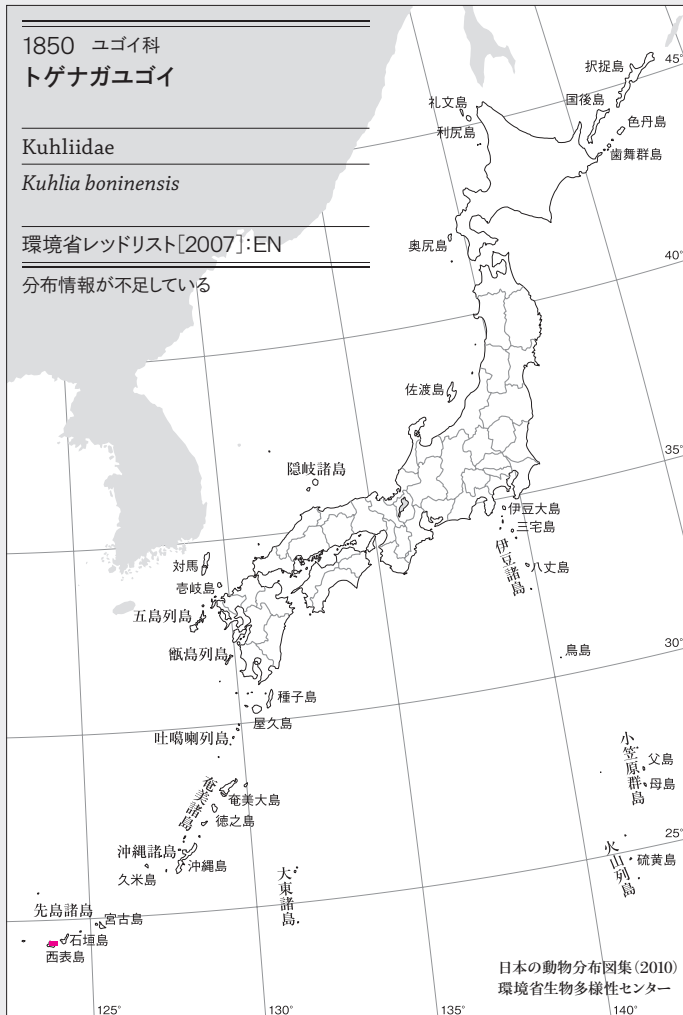 1850 ユゴイ科
トゲナガユゴイ
Kuhliidae
Kuhlia boninensis
環境省レッドリスト[2007]:EN
分布情報が不足している
45°
択捉島
国後島
礼文島
色丹島
利尻島
歯舞群島
奥尻島
40°
佐渡島
35°
隠岐諸島
伊豆大島
三宅島
伊豆諸島
八丈島
対馬
壱岐島
五島列島
甑島列島
鳥島
30°
種子島
屋久島
吐噶喇列島
小笠原群島
父島
母島
奄美諸島
奄美大島
徳之島
25°
沖縄諸島
沖縄島
久米島
火山列島
硫黄島
大東諸島
先島諸島
宮古島
石垣島
西表島
日本の動物分布図集(2010)
環境省生物多様性センター
125°
130°
135°
140°